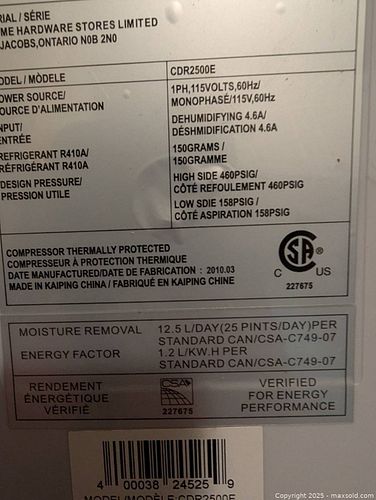 RIAL / SÉRIE
ME HARDWARE STORES LIMITED
JACOBS,ONTARIO N0B 2N0
ODEL / MÒDELE CDR2500E
OWER SOURCE/ 1PH,115VOLTS,60Hz/
OURCE D'ALIMENTATION MONOPHASÉ/115V,60Hz
NPUT/ DEHUMIDIFYING 4.6A/
ENTRÉE DÉSHMIDIFICATION 4.6A
REFRIGERANT R410A/ 150GRAMS /
RÉFRIGÉRANT R410A 150GRAMME
DESIGN PRESSURE/ HIGH SIDE 460PSIG/
PRESSION UTILE CÔTÉ REFOULEMENT 460PSIG
LOW SDIE 158PSIG /
CÔTÉ ASPIRATION 158PSIG
COMPRESSOR THERMALLY PROTECTED
COMPRESSEUR À PROTECTION THERMIQUE
DATE MANUFACTURED/DATE DE FABRICATION : 2010.03
MADE IN KAIPING CHINA / FABRIQUÉ EN KAIPING CHINE
CSA ®
C US
227675
MOISTURE REMOVAL 12.5 L/DAY(25 PINTS/DAY)PER
STANDARD CAN/CSA-C749-07
ENERGY FACTOR 1.2 L/KW.H PER
STANDARD CAN/CSA-C749-07
RENDEMENT
ÉNERGÉTIQUE
VÉRIFIÉ
CSA
227675
VERIFIED
FOR ENERGY
PERFORMANCE
4 00038 24525 9
MODEL/MODÈLE:CDR2500E
Copyright 2025 - maxsold.com